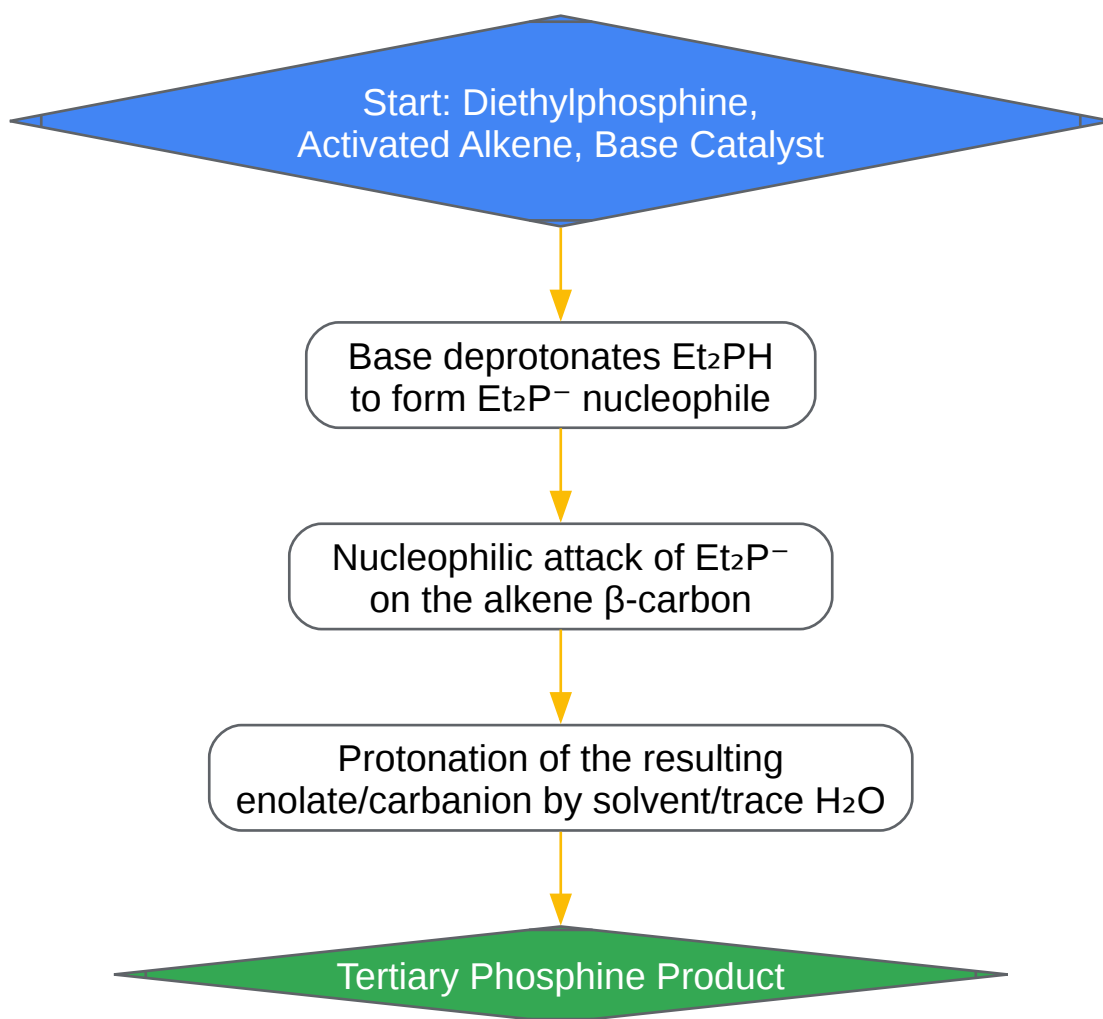 Start: Diethylphosphine,
Activated Alkene, Base Catalyst
Base deprotonates Et₂PH
to form Et₂P⁻ nucleophile
Nucleophilic attack of Et₂P⁻
on the alkene β-carbon
Protonation of the resulting
enolate/carbanion by solvent/trace H₂O
Tertiary Phosphine Product